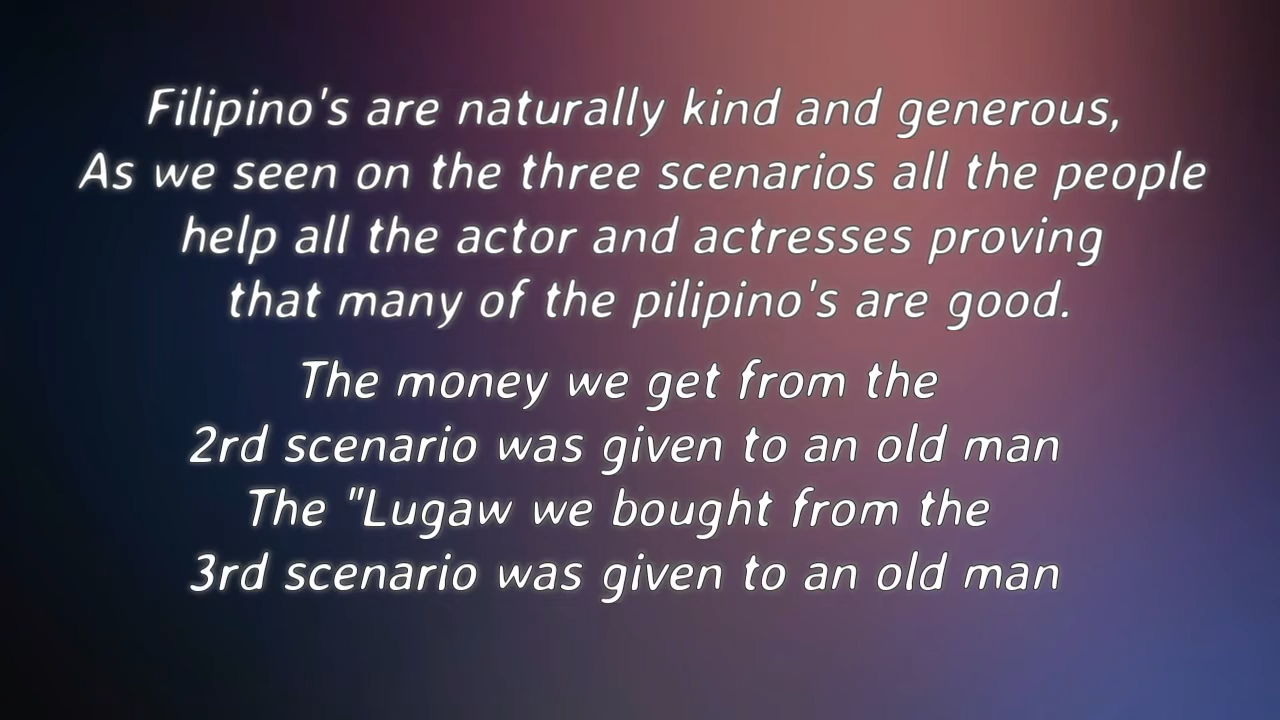 Filipino's are naturally kind and generous,
As we seen on the three scenarios all the people
help all the actor and actresses proving
that many of the pilipino's are good.
The money we get from the
2rd scenario was given to an old man
The "Lugaw we bought from the
3rd scenario was given to an old man